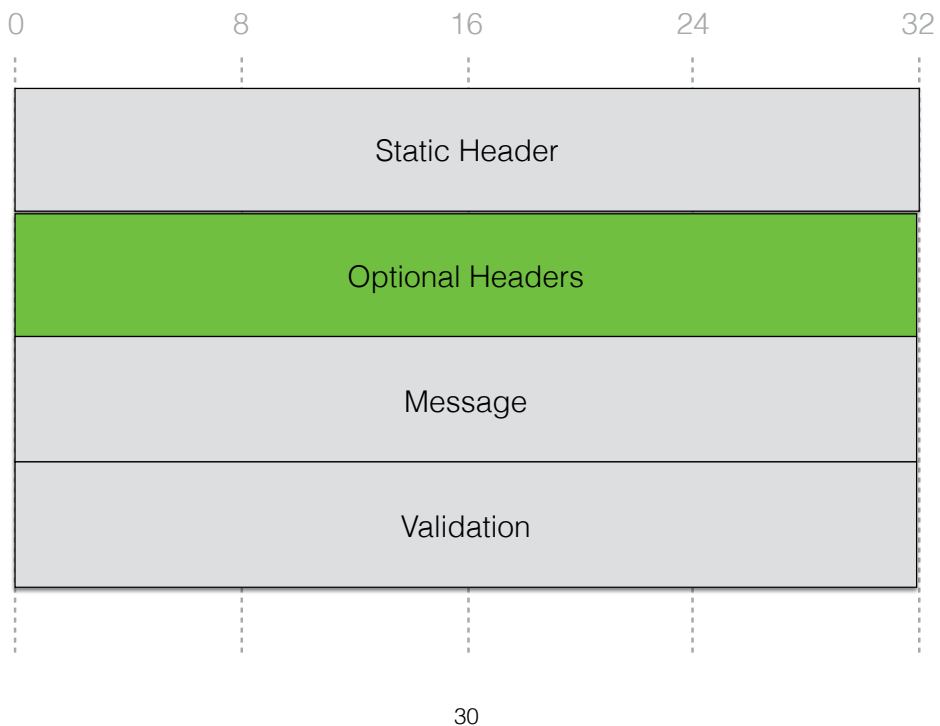 0 8 16 24 32
Static Header
Optional Headers
Message
Validation
30